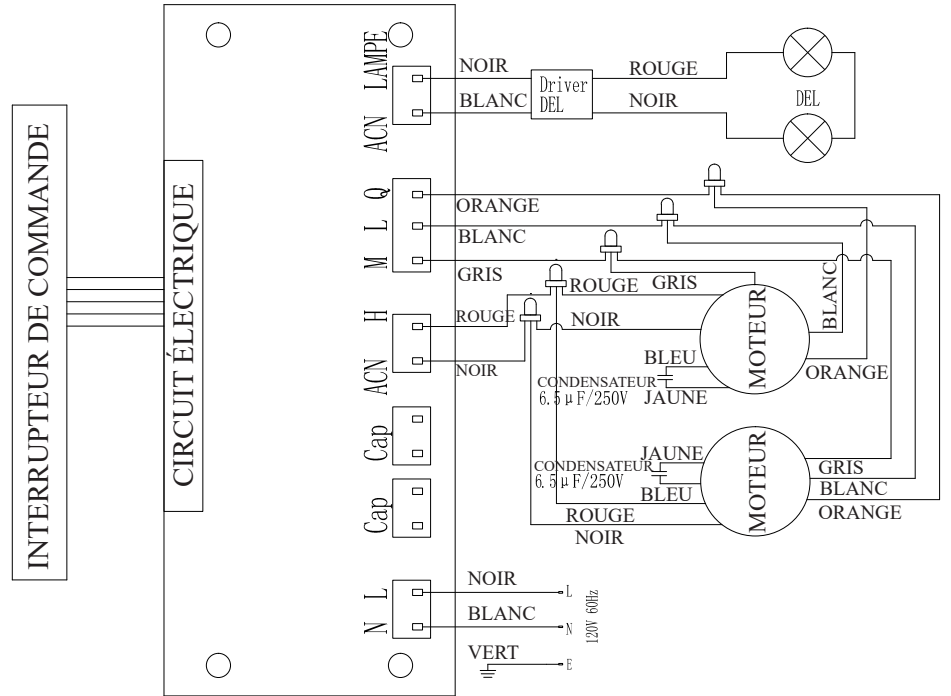 INTERRUPTEUR DE COMMANDE
CIRCUIT ÉLECTRIQUE
LAMPE
ACN
NOIR
BLANC
Driver
DEL
ROUGE
NOIR
DEL
Q
L
M
ORANGE
BLANC
GRIS
H
ACN
ROUGE
NOIR
ROUGE
GRIS
NOIR
BLEU
CONDENSATEUR
6.5μF/250V
JAUNE
MOTEUR
BLANC
ORANGE
Cap
Cap
JAUNE
CONDENSATEUR
6.5μF/250V
BLEU
ROUGE
NOIR
MOTEUR
GRIS
BLANC
ORANGE
L
N
NOIR
BLANC
VERT
L
N
E
120V 60Hz